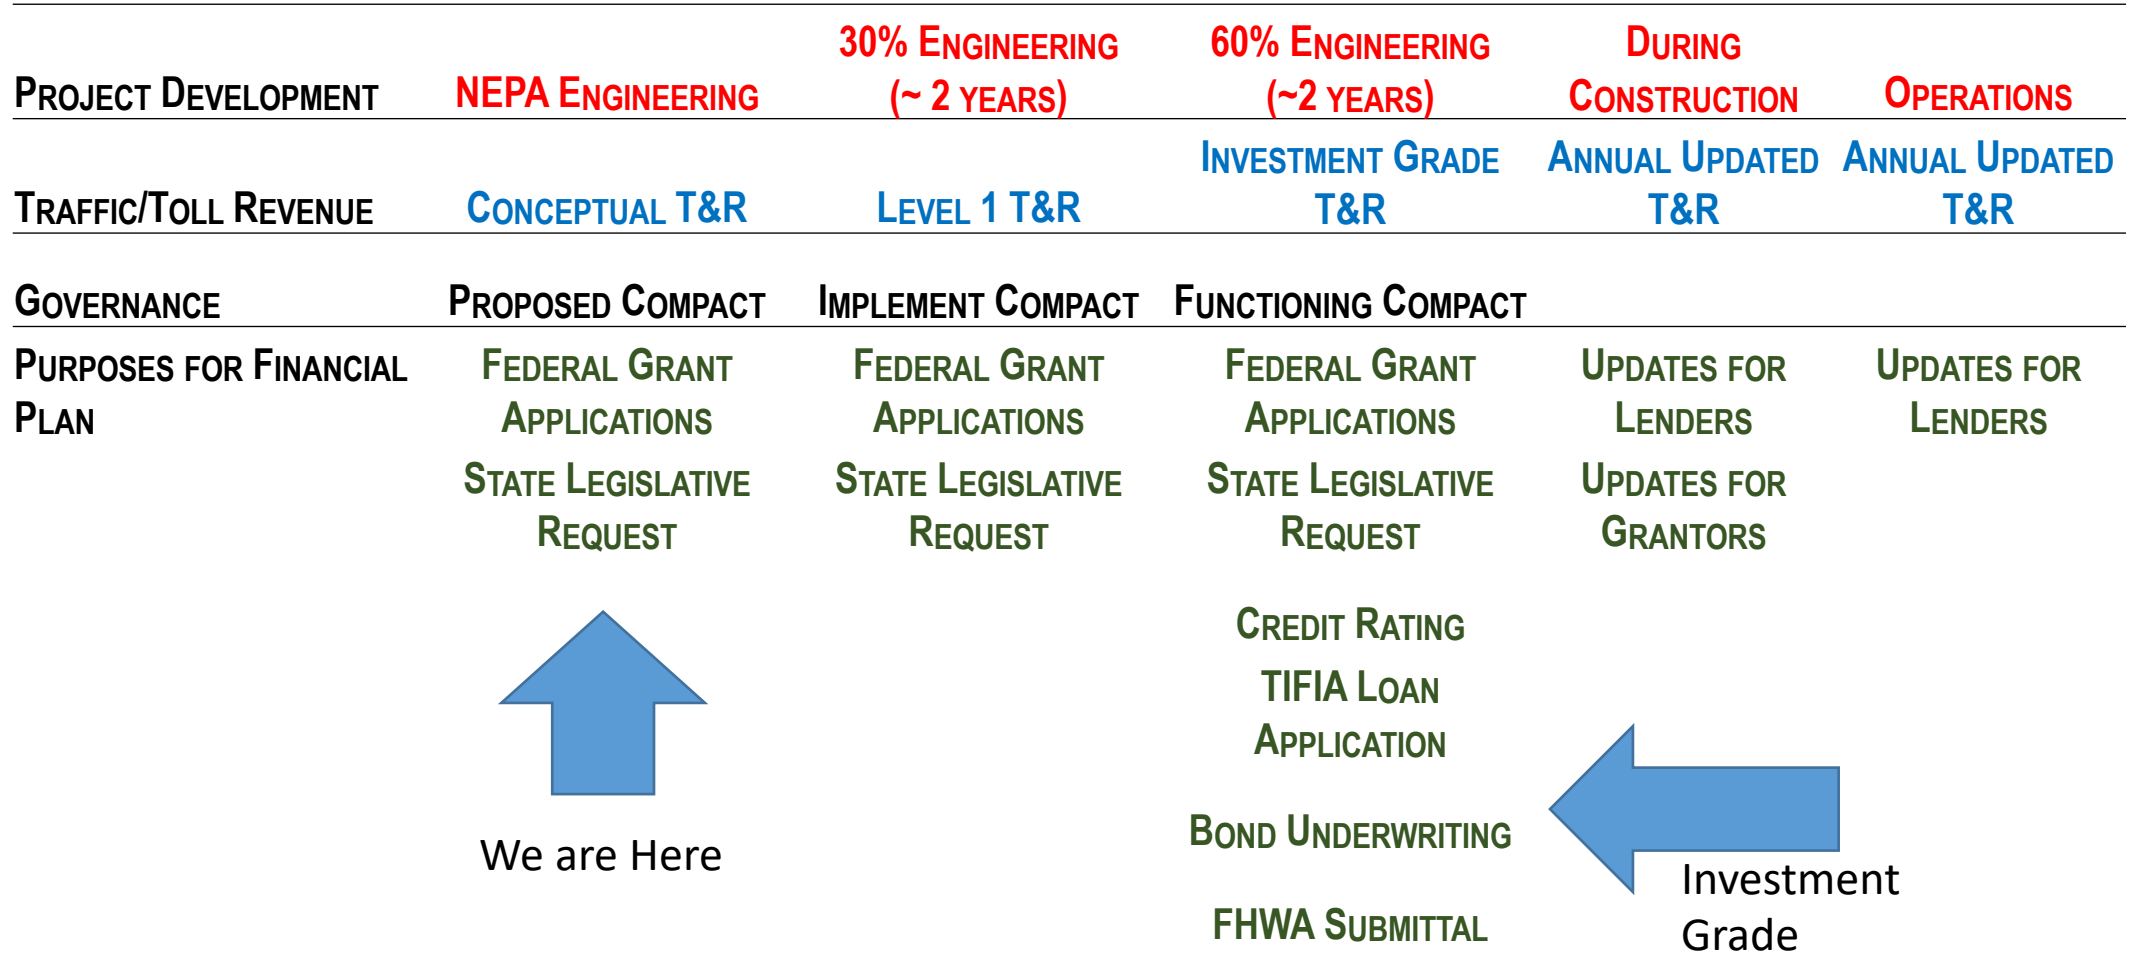 30% Engineering 60% Engineering During
Project Development NEPA Engineering (~ 2 years) (~2 years) Construction Operations
Investment Grade Annual Updated Annual Updated
Traffic/Toll Revenue Conceptual T&R Level 1 T&R T&R T&R T&R
Governance Proposed Compact Implement Compact Functioning Compact
Purposes for Financial Federal Grant Federal Grant Federal Grant Updates for Updates for
Plan Applications Applications Applications Lenders Lenders
State Legislative State Legislative State Legislative Updates for
Request Request Request Grantors
Credit Rating
TIFIA Loan
Application
Bond Underwriting
We are Here
Investment
Grade
FHWA Submittal